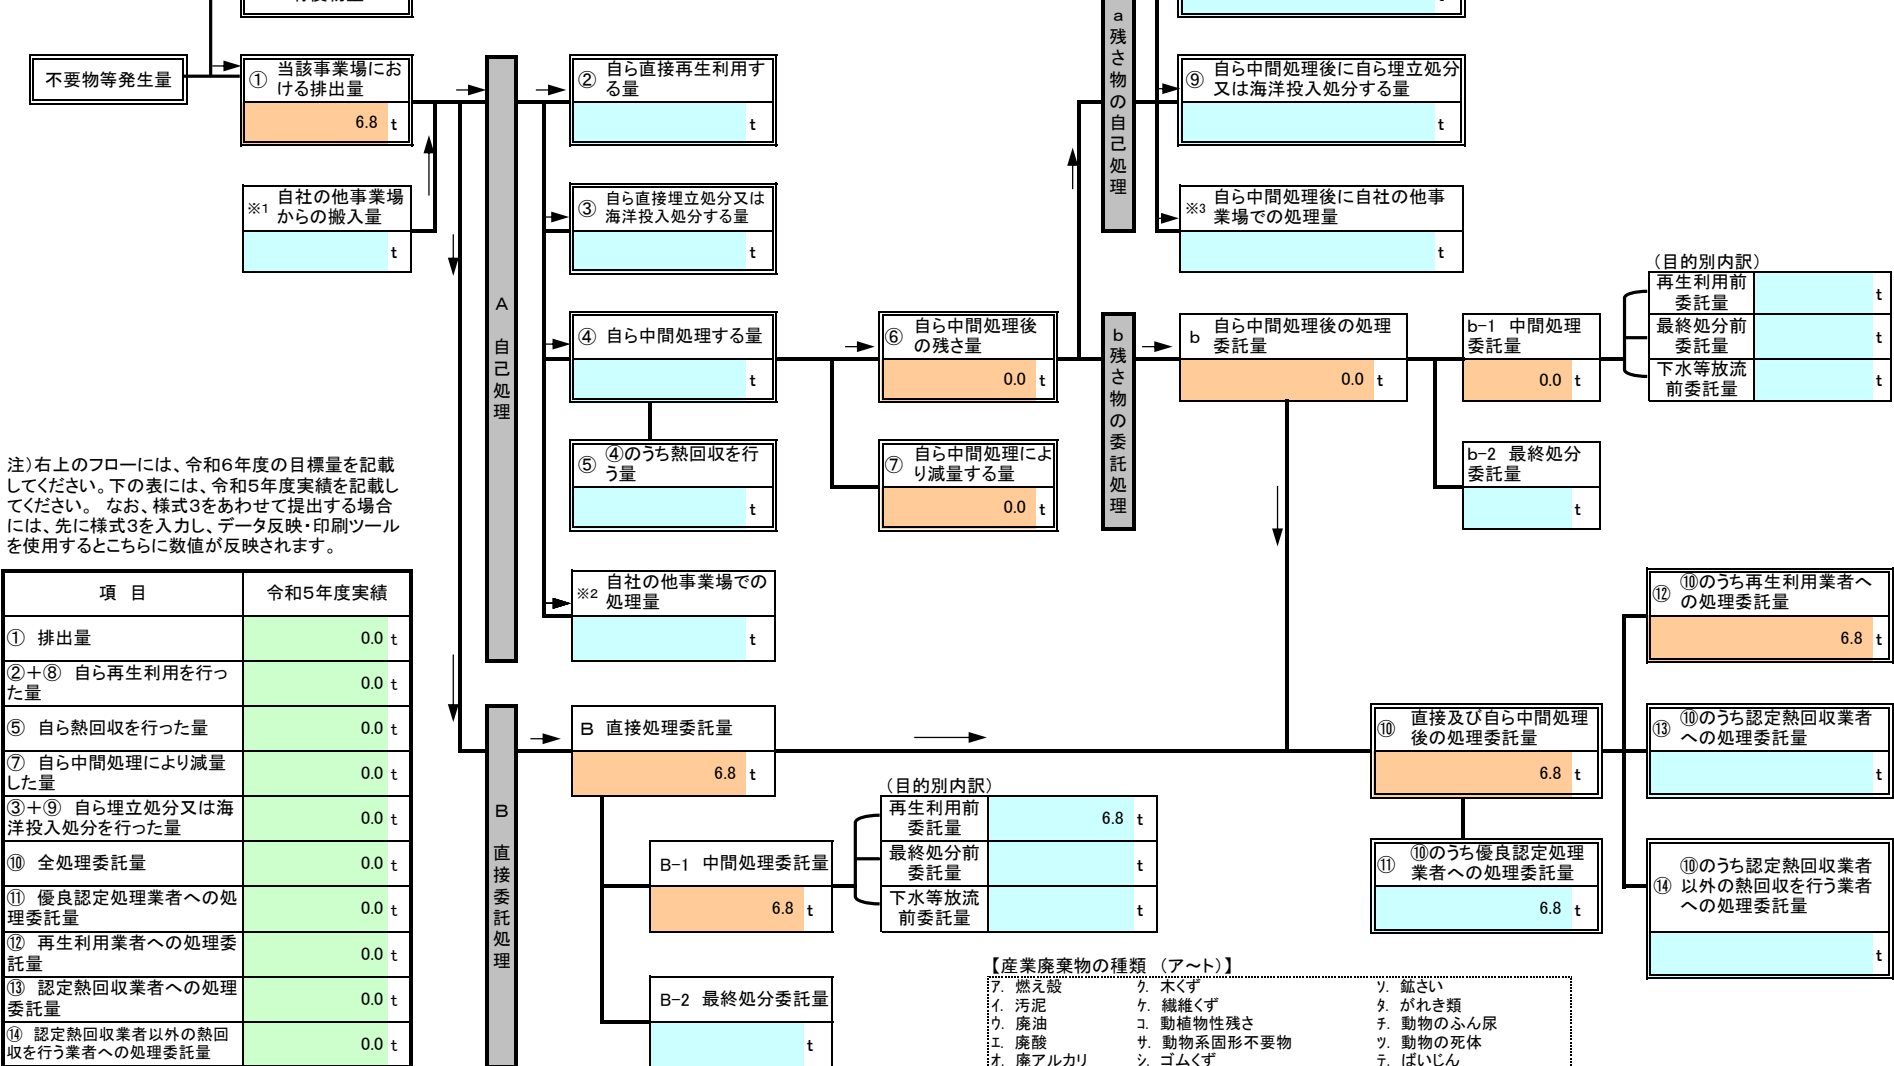 不要物等発生量
① 当該事業場にお
ける排出量
6.8 t
※1 自社の他事業場
からの搬入量
t
A 自己処理
② 自ら直接再生利用す
る量
t
③ 自ら直接埋立処分又は
海洋投入処分する量
t
④ 自ら中間処理する量
t
⑤ ④のうち熱回収を行
う量
t
※2 自社の他事業場での
処理量
t
⑥ 自ら中間処理後
の残さ量
0.0 t
⑦ 自ら中間処理によ
り減量する量
0.0 t
a 残さ物の自己処理
⑨ 自ら中間処理後に自ら埋立処分
又は海洋投入処分する量
t
※3 自ら中間処理後に自社の他事
業場での処理量
t
b 残さ物の委託処理
b 自ら中間処理後の処理
委託量
0.0 t
b-1 中間処理
委託量
0.0 t
b-2 最終処分
委託量
t
(目的別内訳)
再生利用前
委託量
t
最終処分前
委託量
t
下水等放流
前委託量
t
注)右上のフローには、令和6年度の目標量を記載
してください。下の表には、令和5年度実績を記載し
てください。 なお、様式3をあわせて提出する場合
には、先に様式3を入力し、データ反映・印刷ツール
を使用するとこちらに数値が反映されます。
項 目 令和5年度実績
① 排出量 0.0 t
②+⑧ 自ら再生利用を行っ
た量 0.0 t
⑤ 自ら熱回収を行った量 0.0 t
⑦ 自ら中間処理により減量
した量 0.0 t
③+⑨ 自ら埋立処分又は海
洋投入処分を行った量 0.0 t
⑩ 全処理委託量 0.0 t
⑪ 優良認定処理業者への処
理委託量 0.0 t
⑫ 再生利用業者への処理委
託量 0.0 t
⑬ 認定熱回収業者への処理
委託量 0.0 t
⑭ 認定熱回収業者以外の熱回
収を行う業者への処理委託量 0.0 t
B 直接委託処理
B 直接処理委託量
6.8 t
B-1 中間処理委託量
6.8 t
B-2 最終処分委託量
t
(目的別内訳)
再生利用前
委託量
6.8 t
最終処分前
委託量
t
下水等放流
前委託量
t
⑩ 直接及び自ら中間処理
後の処理委託量
6.8 t
⑪ ⑩のうち優良認定処理
業者への処理委託量
6.8 t
⑫ ⑩のうち再生利用業者へ
の処理委託量
6.8 t
⑬ ⑩のうち認定熱回収業者
への処理委託量
t
⑭ ⑩のうち認定熱回収業者
以外の熱回収を行う業者
への処理委託量
t
【産業廃棄物の種類 (ア~ト)】
ア. 燃え殻 ク. 木くず ソ. 鉱さい
イ. 汚泥 ケ. 繊維くず タ. がれき類
ウ. 廃油 コ. 動植物性残さ チ. 動物のふん尿
エ. 廃酸 サ. 動物系固形不要物 ツ. 動物の死体
オ. 廃アルカリ シ. ゴムくず テ. ばいじん